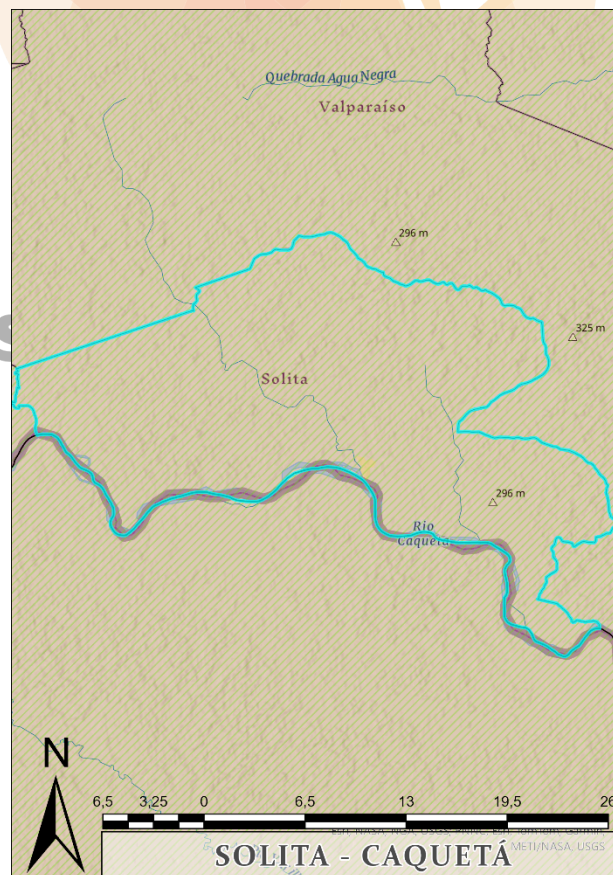 Quebrada Agua Negra
Valparaíso
296 m
325 m
S
Solita
296 m
Rio
Caquetá
N
6,5 3,25 0 6,5 13 19,5 26
METI/NASA, USGS
SOLITA - CAQUETÁ